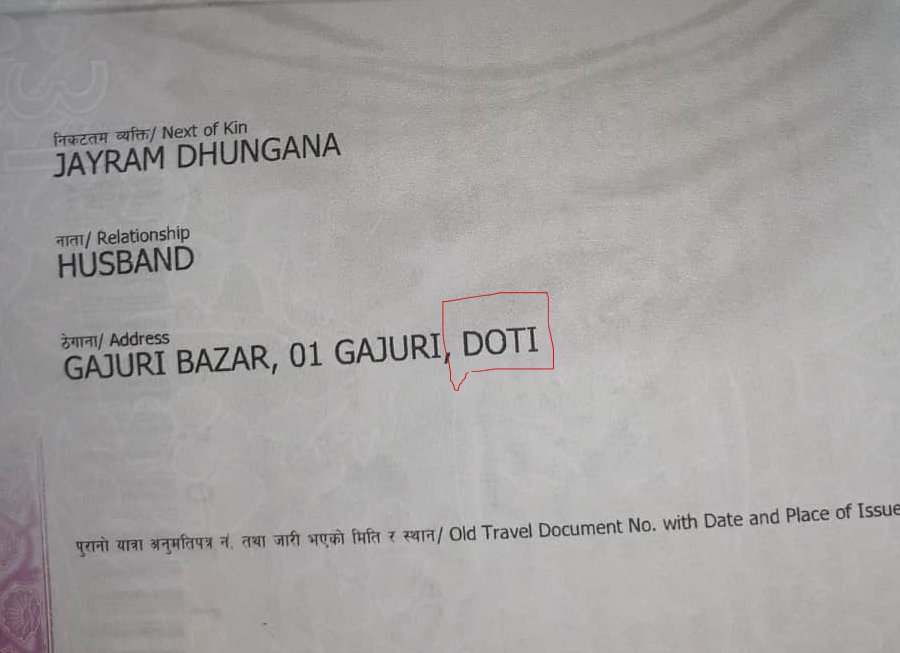 निकटतम व्यक्ति/ Next of Kin
JAYRAM DHUNGANA
नाता/ Relationship
HUSBAND
ठेगाना/ Address
GAJURI BAZAR, 01 GAJURI, DOTI
पुरानो यात्रा अनुमतिपत्र नं. तथा जारी भएको मिति र स्थान/ Old Travel Document No. with Date and Place of Issue